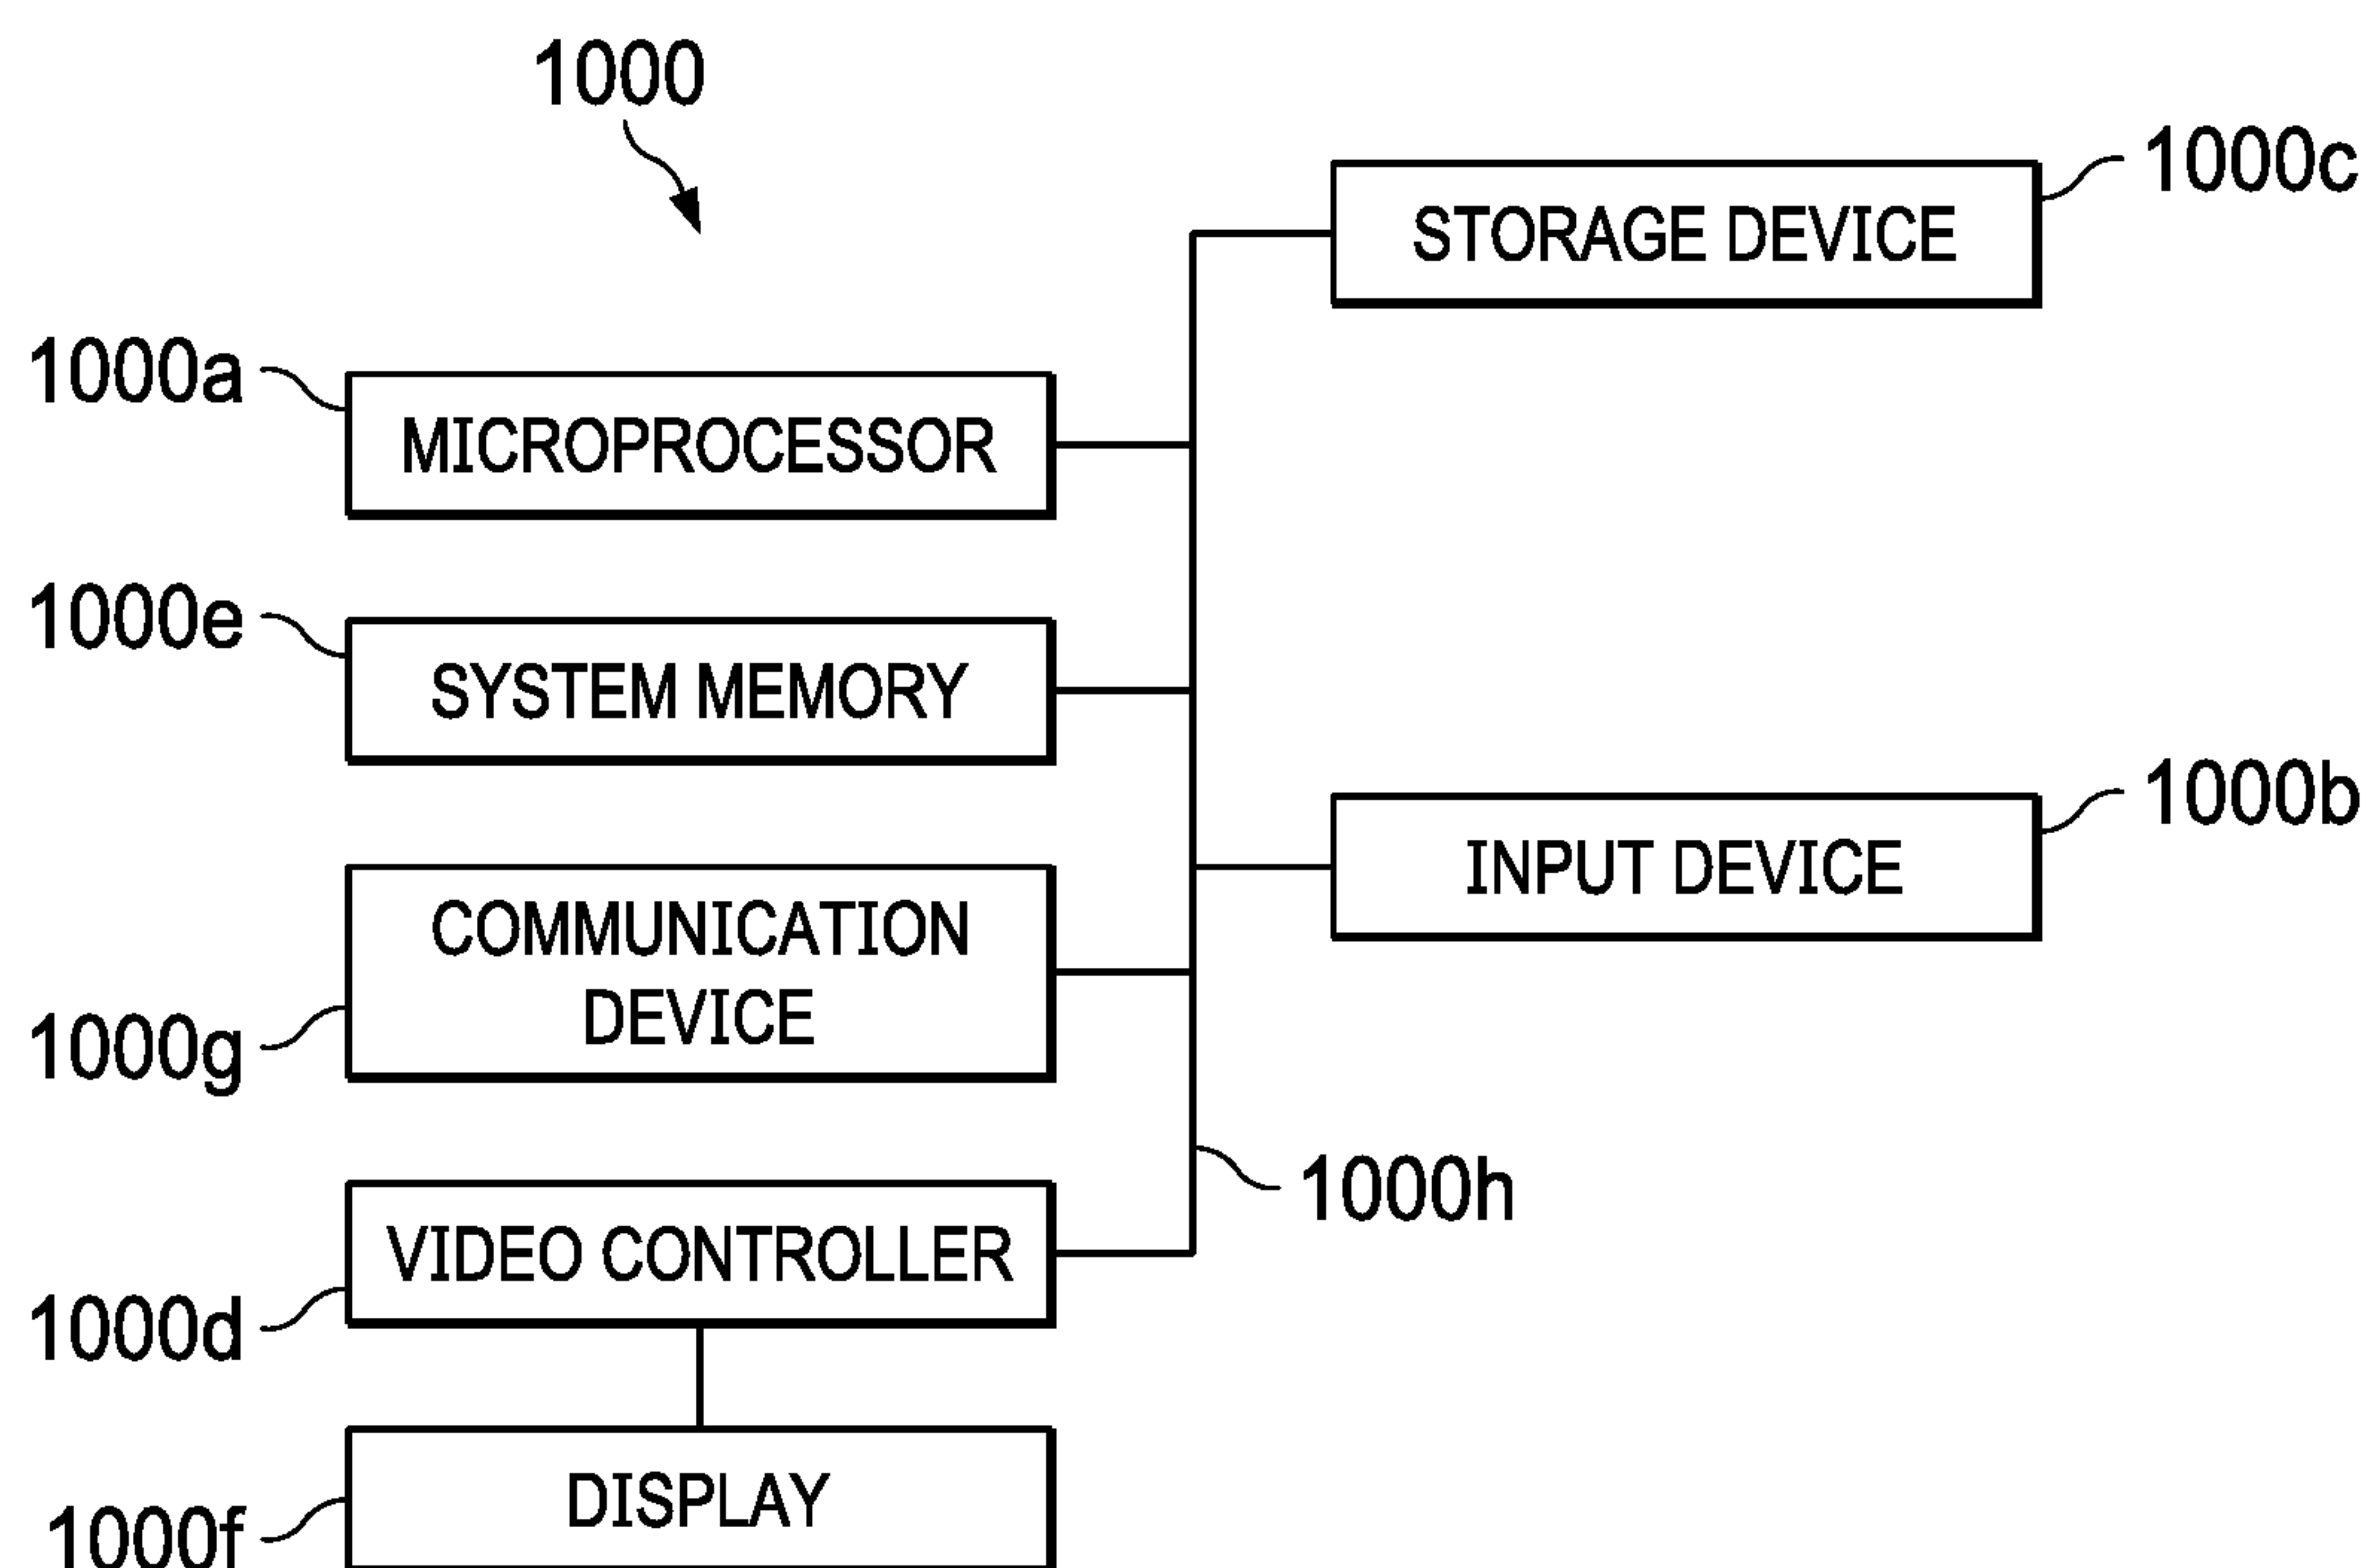 1000
1000c
STORAGE DEVICE
1000a
MICROPROCESSOR
1000e
SYSTEM MEMORY
1000b
INPUT DEVICE
COMMUNICATION
DEVICE
1000g
1000h
VIDEO CONTROLLER
1000d
DISPLAY
1000f